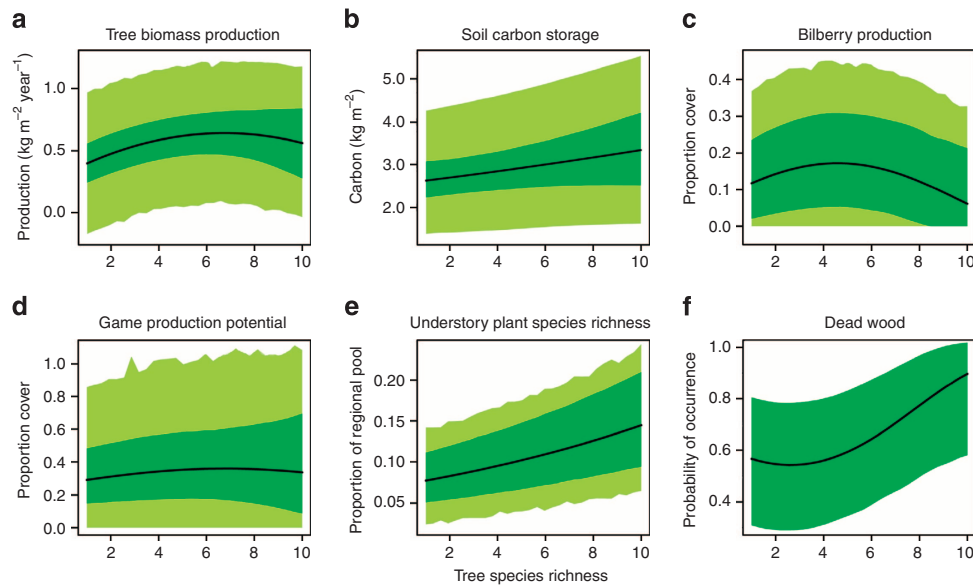 a
Tree biomass production
Production (kg m⁻² year⁻¹)
1.0
0.5
0.0
2 4 6 8 10
b
Soil carbon storage
Carbon (kg m⁻²)
5.0
4.0
3.0
2.0
2 4 6 8 10
c
Bilberry production
Proportion cover
0.4
0.3
0.2
0.1
0.0
2 4 6 8 10
d
Game production potential
Proportion cover
1.0
0.8
0.6
0.4
0.2
0.0
2 4 6 8 10
e
Understory plant species richness
Proportion of regional pool
0.20
0.15
0.10
0.05
2 4 6 8 10
Tree species richness
f
Dead wood
Probability of occurrence
1.0
0.8
0.6
0.4
2 4 6 8 10